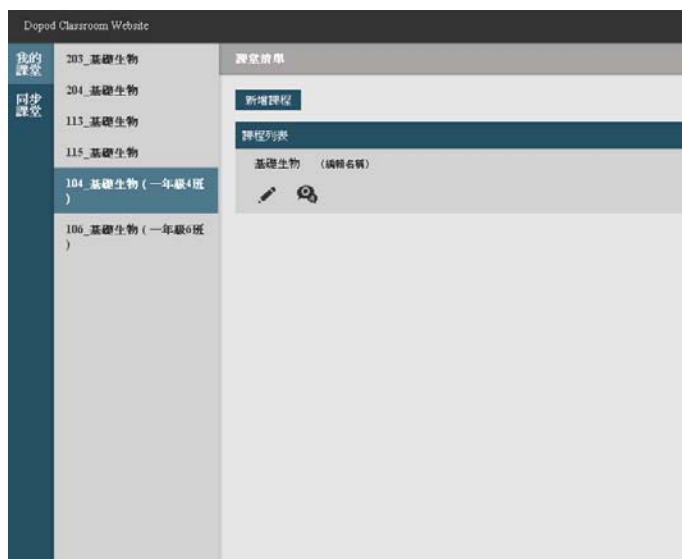 Dopod Classroom Website
我的
課堂
同步
課堂
203_基礎生物
204_基礎生物
113_基礎生物
115_基礎生物
104_基礎生物 ( 一年級4班
)
106_基礎生物 ( 一年級6班
)
課堂清單
新增課程
課程列表
基礎生物 (編輯名稱)